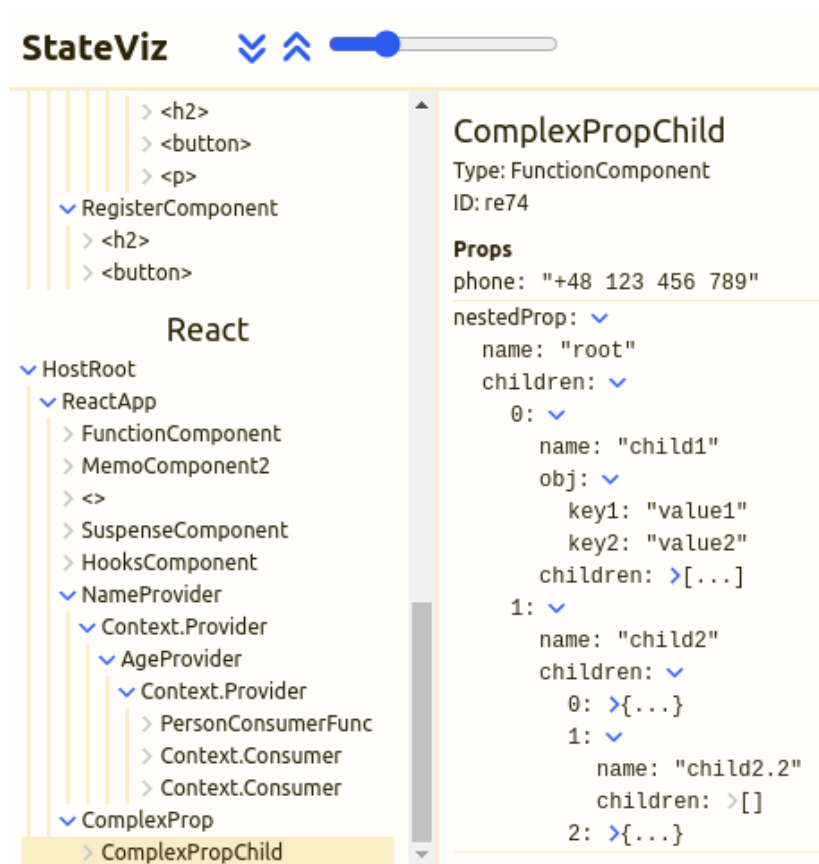 StateViz
<h2>
<button>
<p>
RegisterComponent
<h2>
<button>
React
HostRoot
ReactApp
FunctionComponent
MemoComponent2
<>
SuspenseComponent
HooksComponent
NameProvider
Context.Provider
AgeProvider
Context.Provider
PersonConsumerFunc
Context.Consumer
Context.Consumer
ComplexProp
ComplexPropChild
ComplexPropChild
Type: FunctionComponent
ID: re74
Props
phone: "+48 123 456 789"
nestedProp:
name: "root"
children:
0:
name: "child1"
obj:
key1: "value1"
key2: "value2"
children: [...]
1:
name: "child2"
children:
0: {...}
1:
name: "child2.2"
children: []
2: {...}